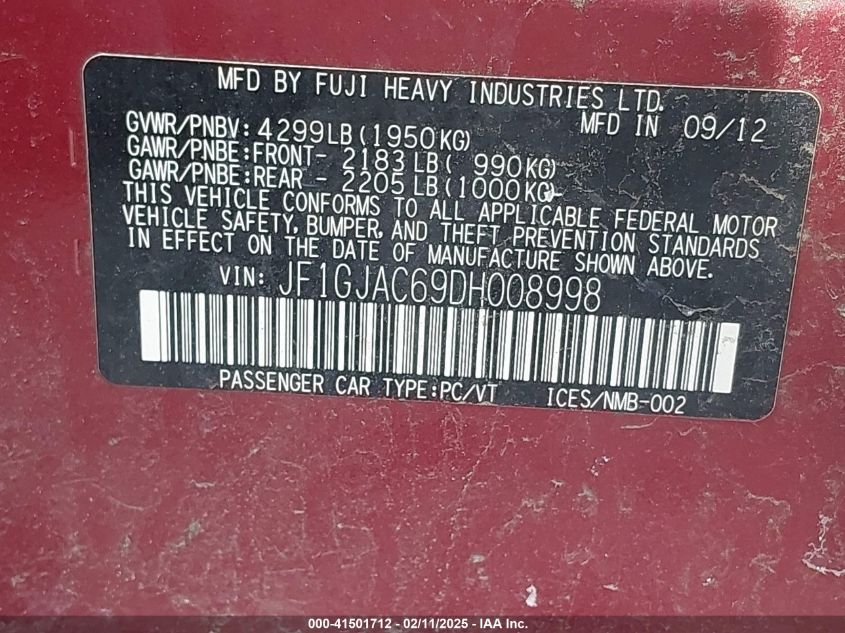 MFD BY FUJI HEAVY INDUSTRIES LTD.
MFD IN 09/12
GVWR/PNBV: 4299LB(1950KG)
GAWR/PNBE:FRONT- 2183LB( 990KG)
GAWR/PNBE:REAR - 2205LB(1000KG)
THIS VEHICLE CONFORMS TO ALL APPLICABLE FEDERAL MOTOR
VEHICLE SAFETY, BUMPER, AND THEFT PREVENTION STANDARDS
IN EFFECT ON THE DATE OF MANUFACTURE SHOWN ABOVE.
VIN: JF1GJAC69DH008998
PASSENGER CAR TYPE:PC/VT ICES/NMB-002
000-41501712 - 02/11/2025 - IAA Inc.